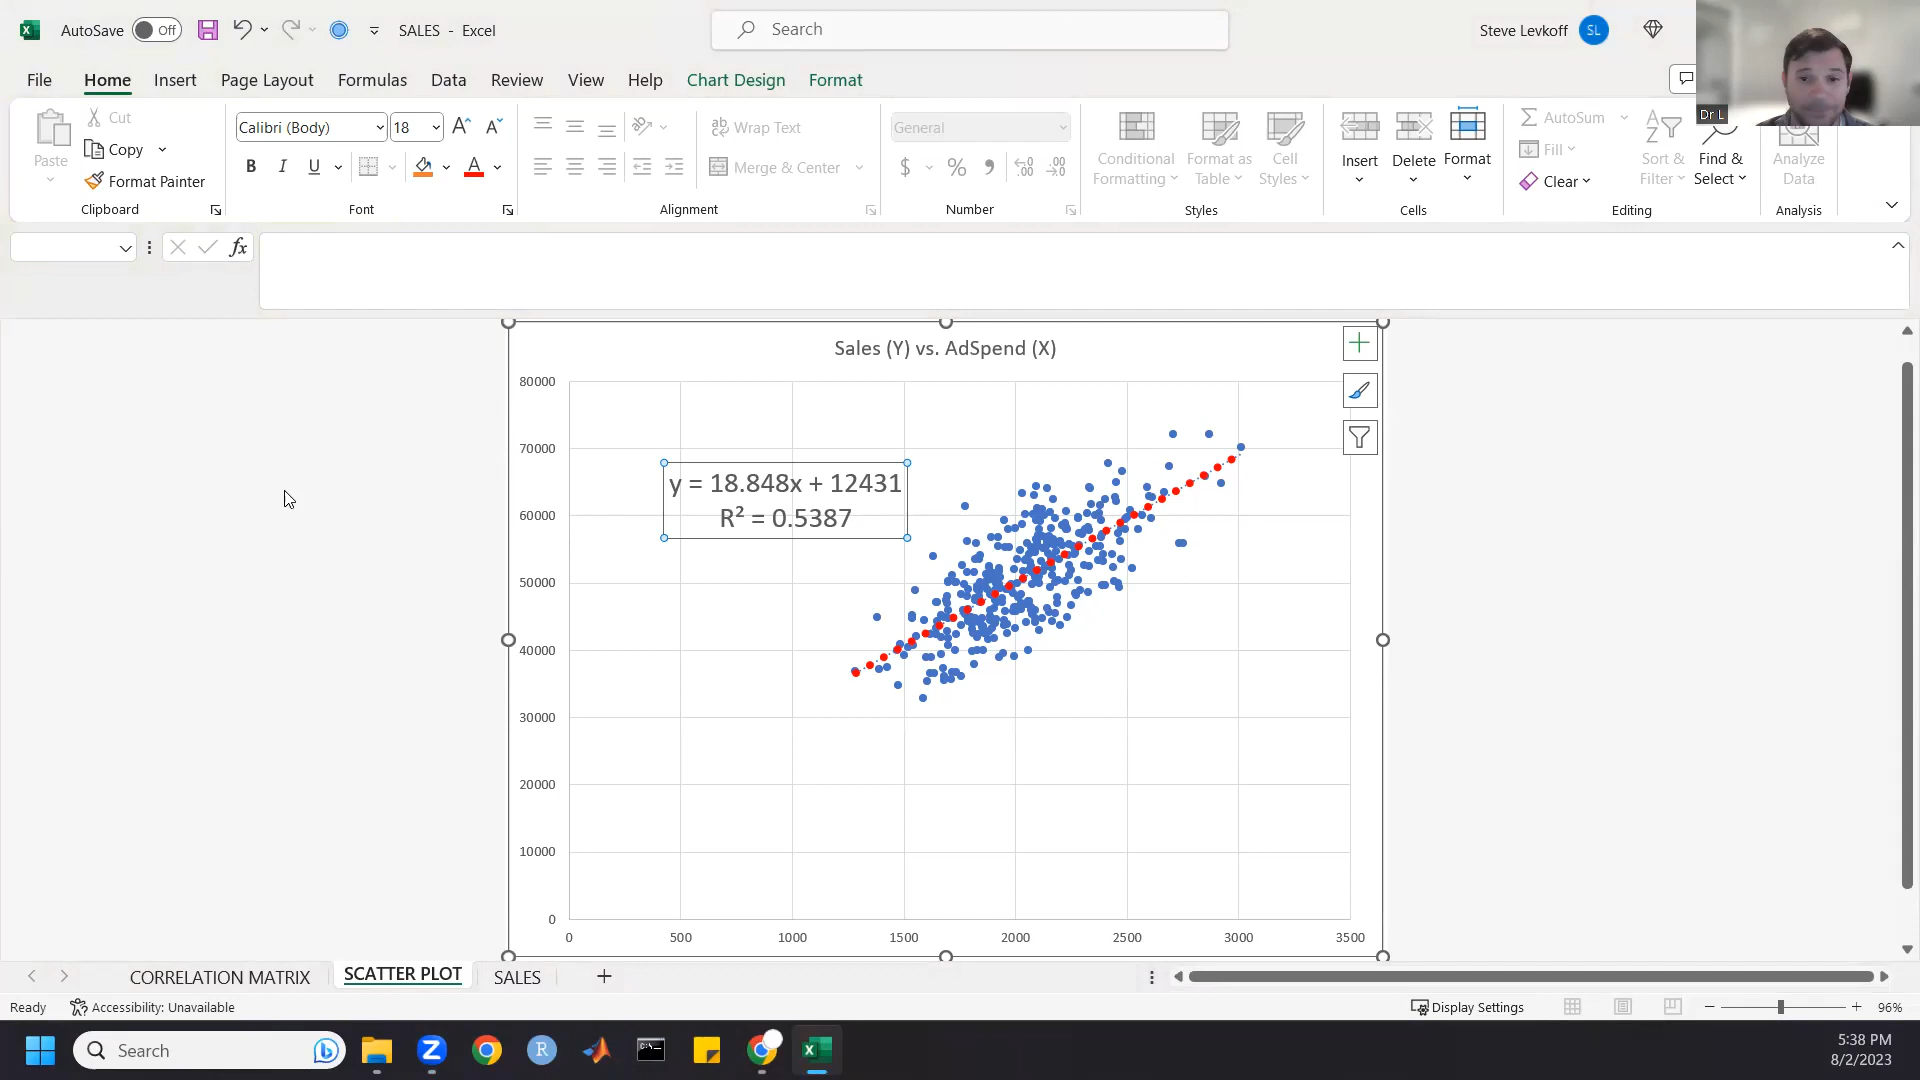 AutoSave Off SALES - Excel Search Steve Levkoff SL
File Home Insert Page Layout Formulas Data Review View Help Chart Design Format
Dr L
Paste Cut Copy Format Painter
Calibri (Body) 18 A A
B I U A
Wrap Text
Merge & Center
General
$ % , .00 .00
Conditional Formatting Format as Table Cell Styles
Insert Delete Format
AutoSum Fill Clear
Sort & Filter Find & Select
Analyze Data
Clipboard Font Alignment Number Styles Cells Editing Analysis
fx
Sales (Y) vs. AdSpend (X)
80000
70000
y = 18.848x + 12431
R² = 0.5387
60000
50000
40000
30000
20000
10000
0
0 500 1000 1500 2000 2500 3000 3500
CORRELATION MATRIX SCATTER PLOT SALES
Ready Accessibility: Unavailable Display Settings 96%
Search Z R X
5:38 PM
8/2/2023